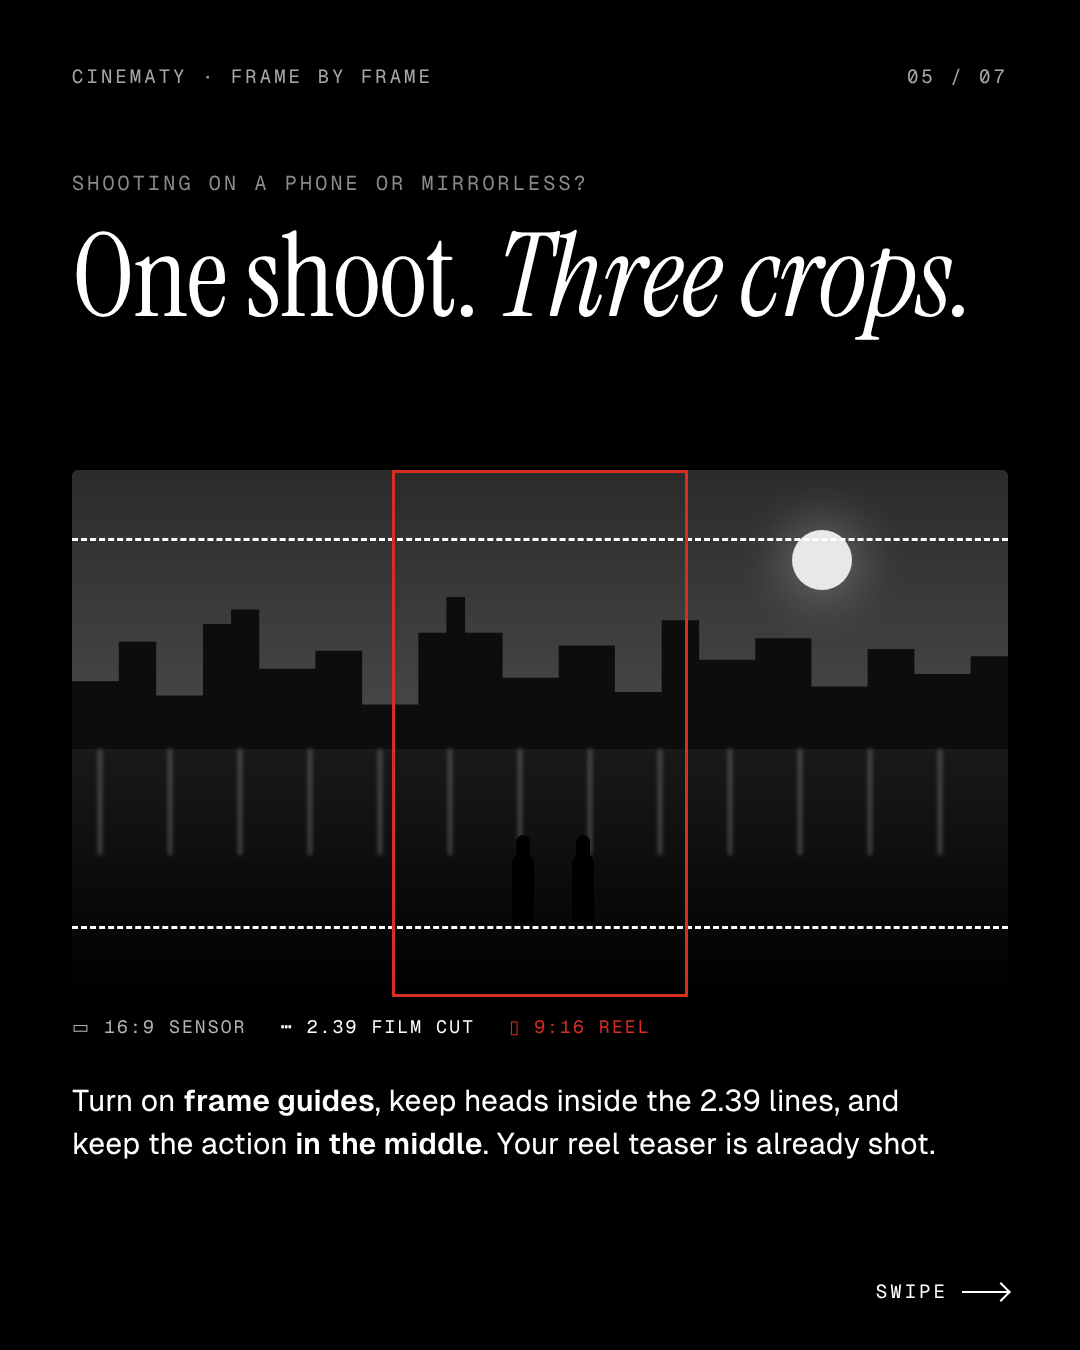 CINEMATY · FRAME BY FRAME
05 / 07
SHOOTING ON A PHONE OR MIRRORLESS?
One shoot. Three crops.
▭ 16:9 SENSOR ┅ 2.39 FILM CUT ▯ 9:16 REEL
Turn on frame guides, keep heads inside the 2.39 lines, and
keep the action in the middle. Your reel teaser is already shot.
SWIPE →